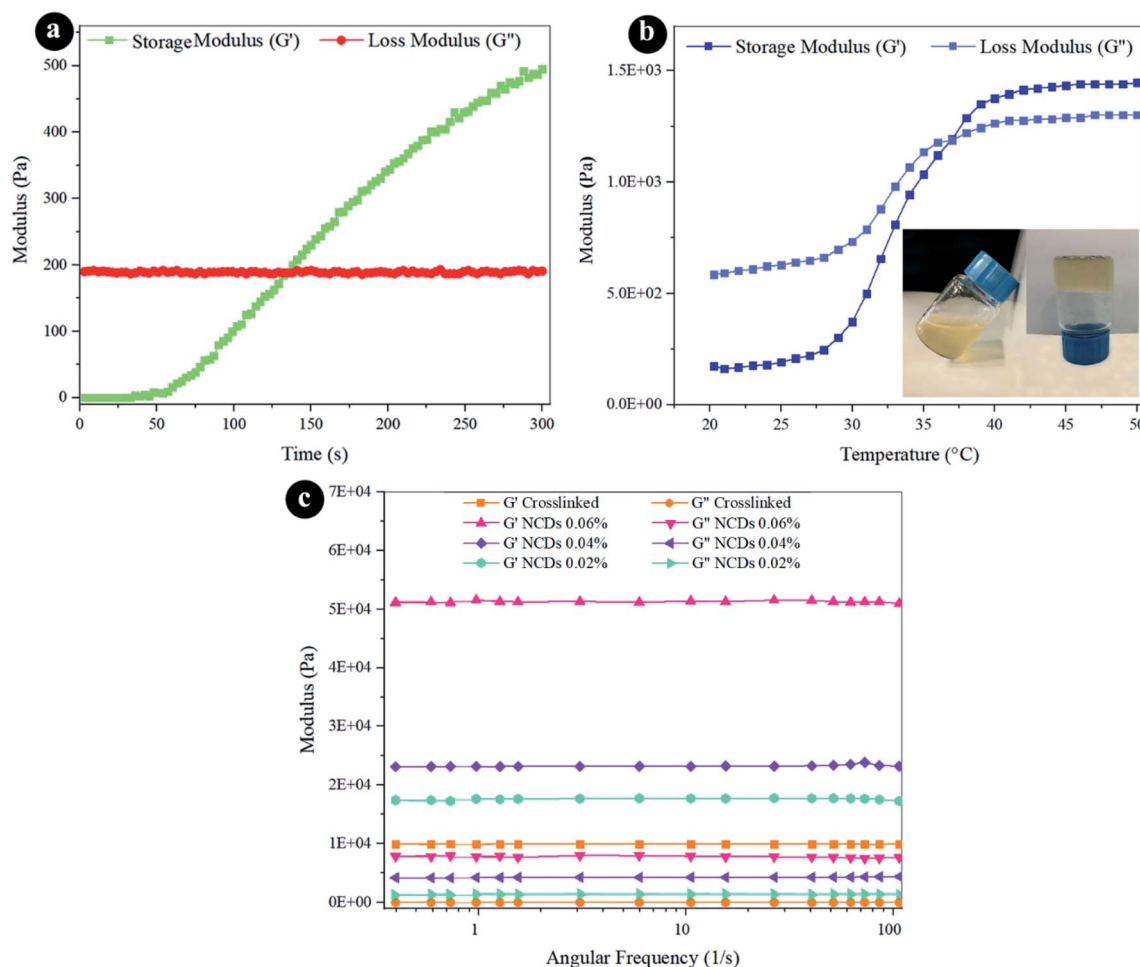 a
Storage Modulus (G') Loss Modulus (G")
500
400
300
200
100
0
Modulus (Pa)
0 50 100 150 200 250 300
Time (s)
b
Storage Modulus (G') Loss Modulus (G")
1.5E+03
1.0E+03
5.0E+02
0.0E+00
Modulus (Pa)
20 25 30 35 40 45 50
Temperature (°C)
c
G' Crosslinked G" Crosslinked
G' NCDs 0.06% G" NCDs 0.06%
G' NCDs 0.04% G" NCDs 0.04%
G' NCDs 0.02% G" NCDs 0.02%
7E+04
6E+04
5E+04
4E+04
3E+04
2E+04
1E+04
0E+00
Modulus (Pa)
1 10 100
Angular Frequency (1/s)